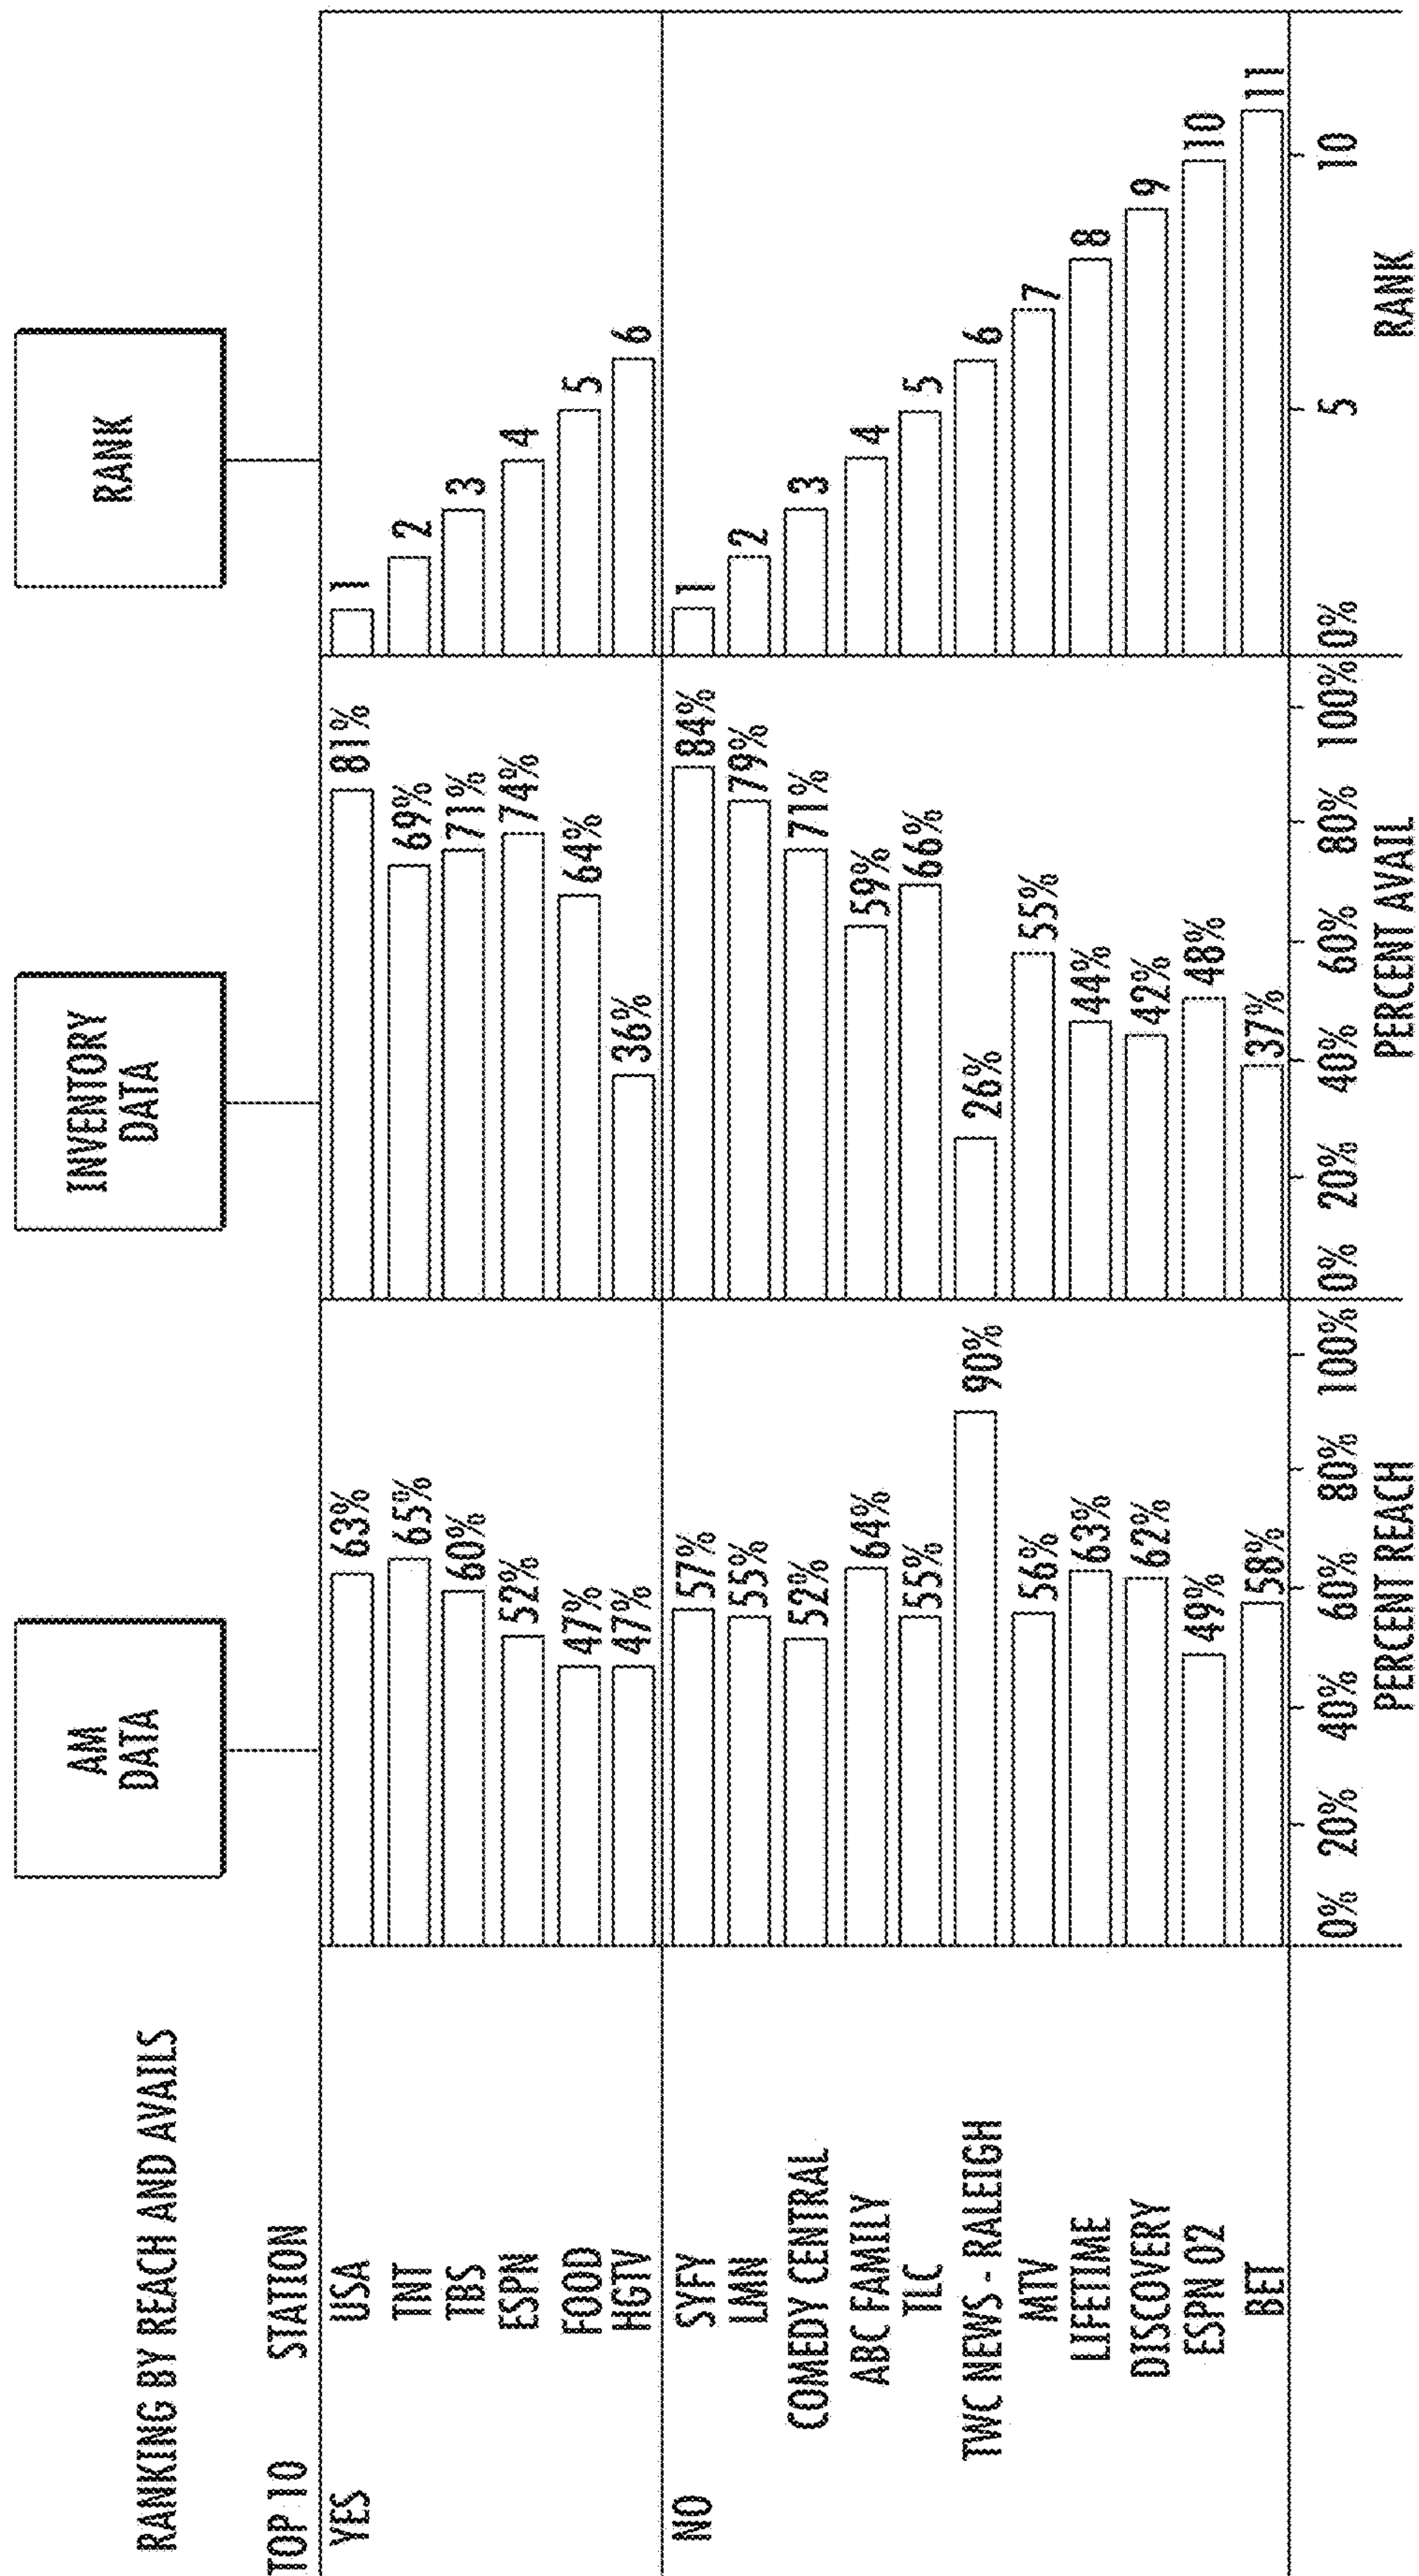 RANKING BY REACH AND AVAILS
AM
DATA
INVENTORY
DATA
RANK
TOP 10 STATION
YES USA 63% 81% 1
TNT 65% 69% 2
TBS 60% 71% 3
ESPN 52% 74% 4
FOOD 47% 64% 5
HGTV 47% 36% 6
NO SYFY 57% 84% 1
LMN 55% 79% 2
COMEDY CENTRAL 52% 71% 3
ABC FAMILY 64% 59% 4
TLC 55% 66% 5
TWC NEWS - RALEIGH 90% 26% 6
MTV 56% 55% 7
LIFETIME 63% 44% 8
DISCOVERY 62% 42% 9
ESPN 02 49% 48% 10
BET 58% 37% 11
0% 20% 40% 60% 80% 100% 0% 20% 40% 60% 80% 100% 0% 5 10
PERCENT REACH PERCENT AVAIL RANK